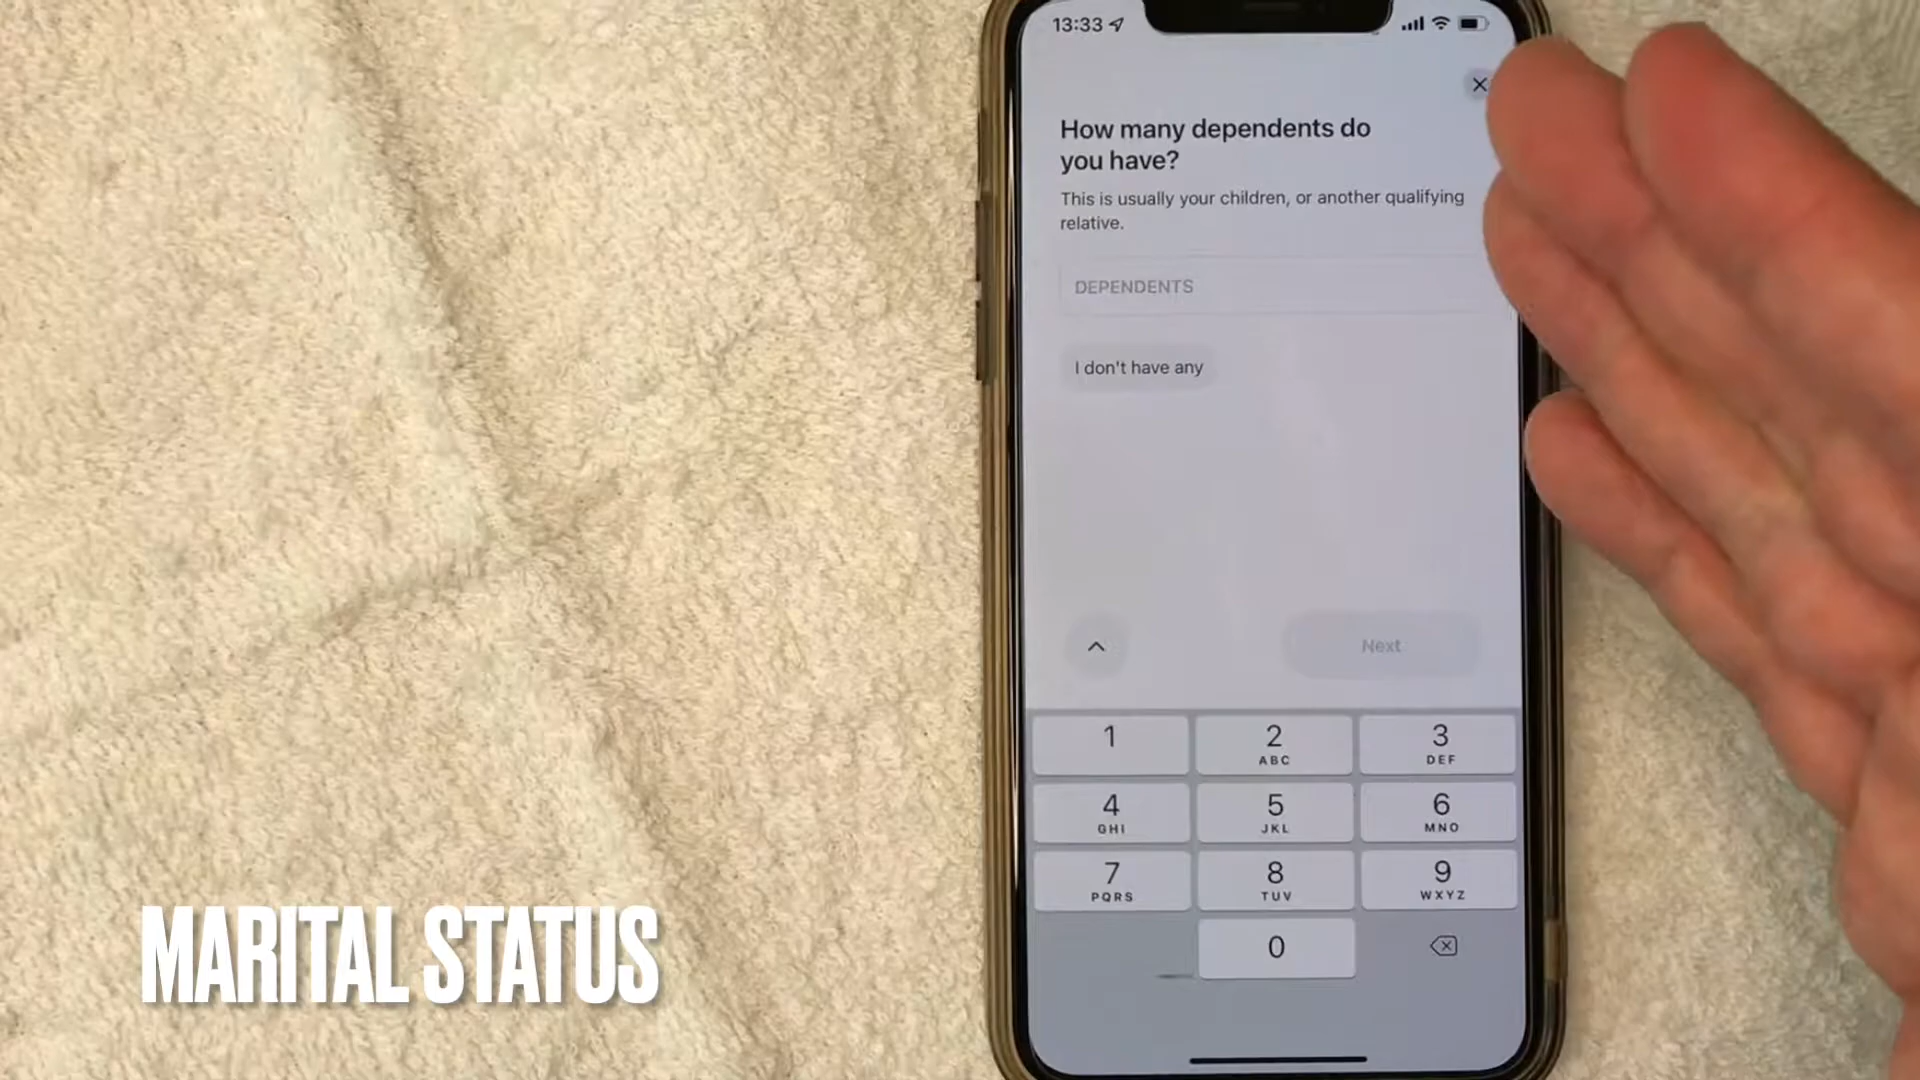 13:33
How many dependents do
you have?
This is usually your children, or another qualifying
relative.
DEPENDENTS
I don't have any
Next
1
2
ABC
3
DEF
4
GHI
5
JKL
6
MNO
7
PQRS
8
TUV
9
WXYZ
0
MARITAL STATUS